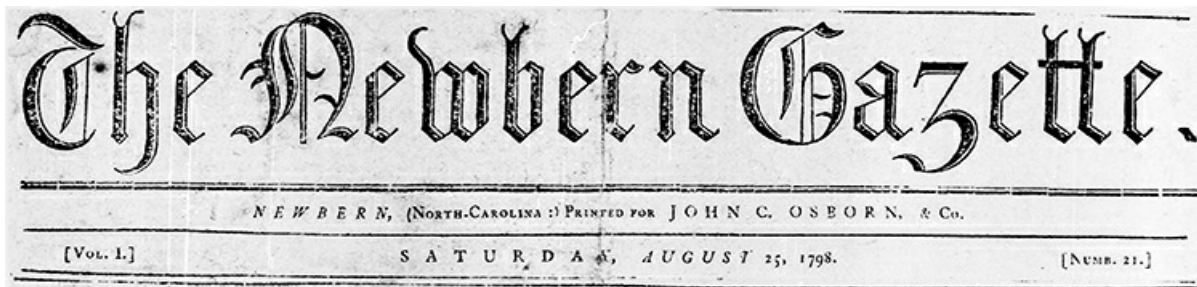 The Newbern Gazette.
NEWBERN, (NORTH-CAROLINA:) PRINTED FOR JOHN C. OSBORN, & Co.
[VOL. I.] SATURDAY, AUGUST 25, 1798. [NUMB. 21.]